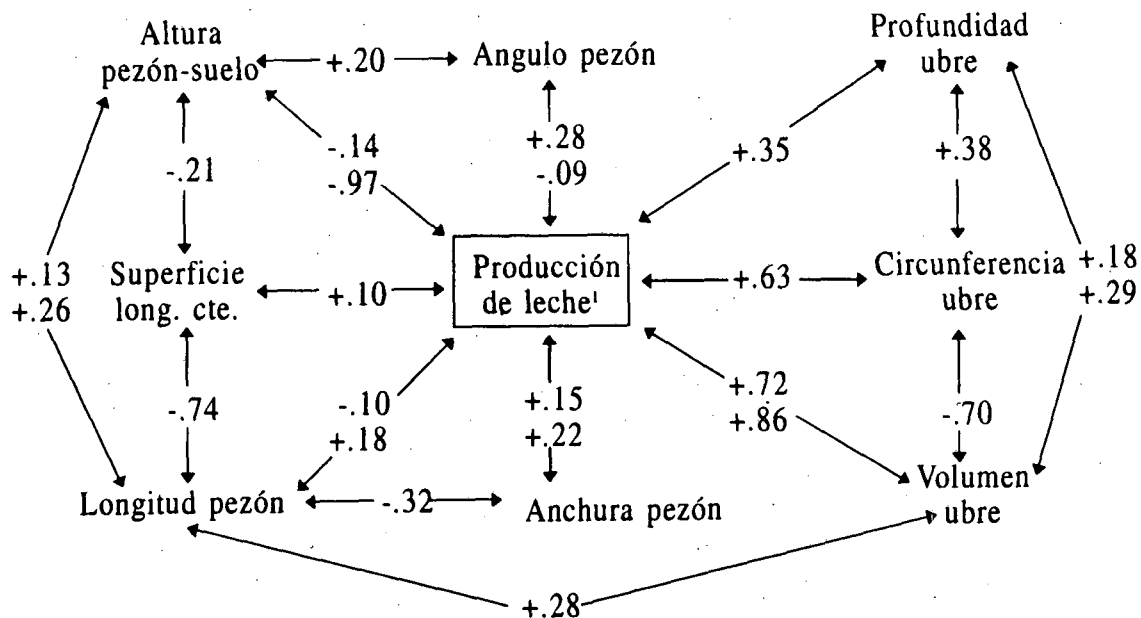 Altura
pezón-suelo
+.20
Angulo pezón
Profundidad
ubre
-.14
-.97
+.28
-.09
+.35
+.38
-.21
+.13
+.26
Superficie
long. cte.
+.10
Producción
de leche¹
+.63
Circunferencia
ubre
+.18
+.29
-.74
-.10
+.18
+.15
+.22
+.72
+.86
-.70
Longitud pezón
-.32
Anchura pezón
Volumen
ubre
+.28